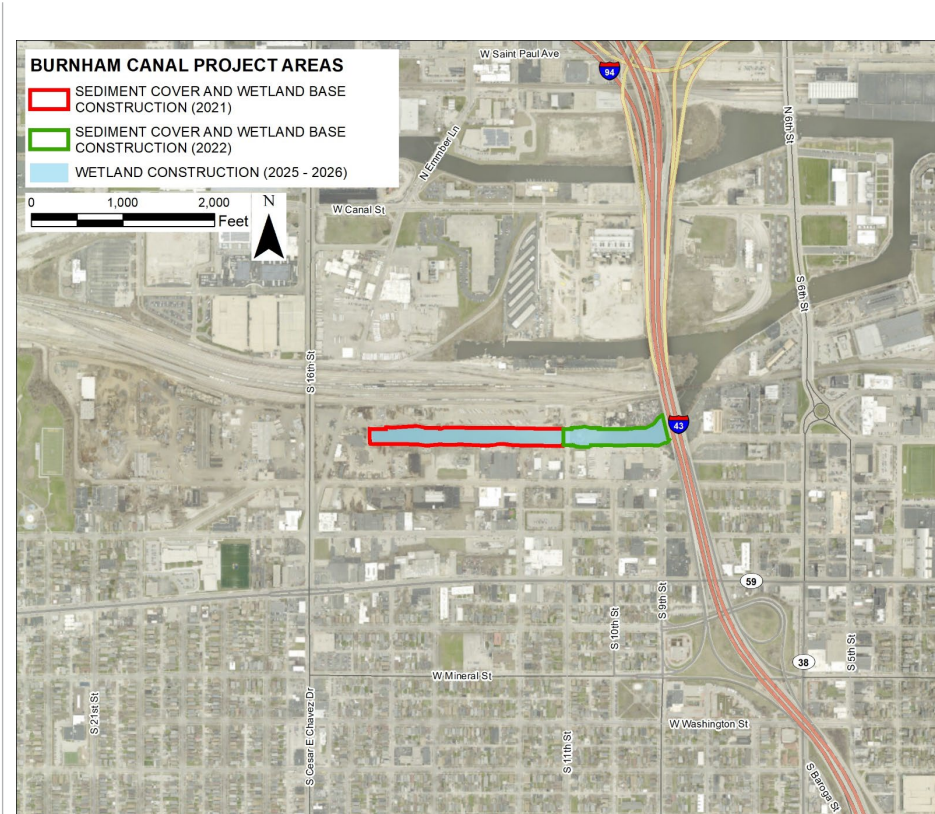 BURNHAM CANAL PROJECT AREAS
SEDIMENT COVER AND WETLAND BASE
CONSTRUCTION (2021)
SEDIMENT COVER AND WETLAND BASE
CONSTRUCTION (2022)
WETLAND CONSTRUCTION (2025 - 2026)
0 1,000 2,000
Feet
N
W Saint Paul Ave
94
N Emmber Ln
N 6th St
W Canal St
S 6th St
S 16th St
43
59
S 10th St
S 9th St
38
S 5th St
W Mineral St
S 21st St
S Cesar E Chavez Dr
W Washington St
S 11th St
S Baroga St